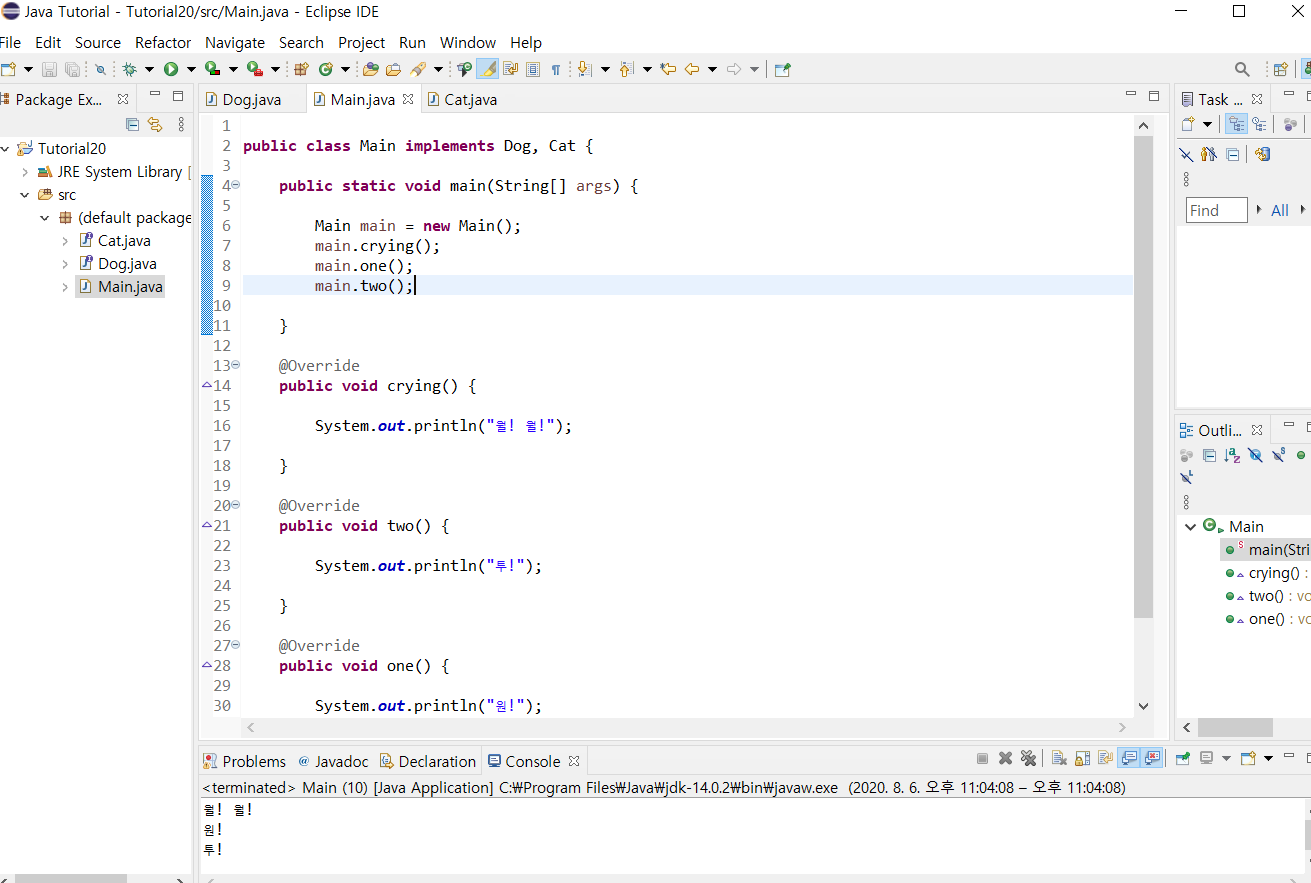 Java Tutorial - Tutorial20/src/Main.java - Eclipse IDE
File Edit Source Refactor Navigate Search Project Run Window Help
Package Ex...
Dog.java
Main.java
Cat.java
Task ...
Tutorial20
JRE System Library [
src
(default package
Cat.java
Dog.java
Main.java
1
2 public class Main implements Dog, Cat {
3
4 public static void main(String[] args) {
5
6 Main main = new Main();
7 main.crying();
8 main.one();
9 main.two();
10
11 }
12
13 @Override
14 public void crying() {
15
16 System.out.println("월! 월!");
17
18 }
19
20 @Override
21 public void two() {
22
23 System.out.println("투!");
24
25 }
26
27 @Override
28 public void one() {
29
30 System.out.println("원!");
Find
All
Outli...
Main
main(Stri
crying() :
two() : vo
one() : vo
Problems @ Javadoc Declaration Console
<terminated> Main (10) [Java Application] C:₩Program Files₩Java₩jdk-14.0.2₩bin₩javaw.exe (2020. 8. 6. 오후 11:04:08 – 오후 11:04:08)
월! 월!
원!
투!